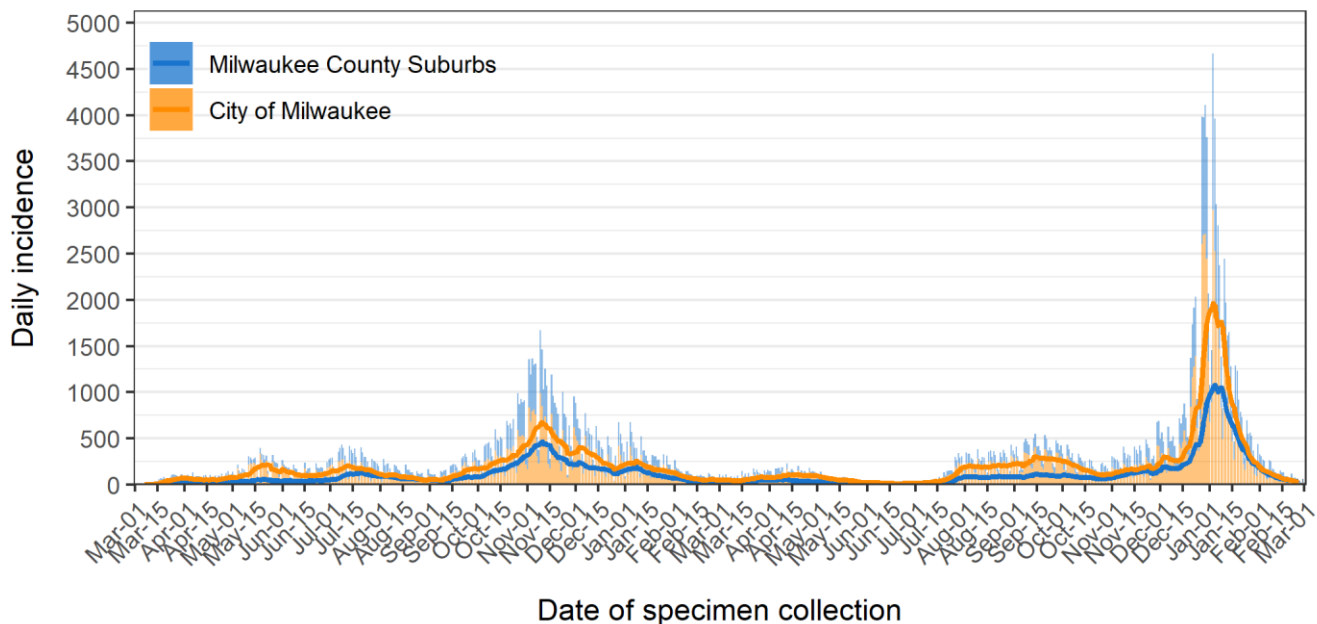 5000
4500
4000
3500
3000
2500
2000
1500
1000
500
0
Daily incidence
Milwaukee County Suburbs
City of Milwaukee
Mar-01
Mar-15
Apr-01
Apr-15
May-01
May-15
Jun-01
Jun-15
Jul-01
Jul-15
Aug-01
Aug-15
Sep-01
Sep-15
Oct-01
Oct-15
Nov-01
Nov-15
Dec-01
Dec-15
Jan-01
Jan-15
Feb-01
Feb-15
Mar-01
Mar-15
Apr-01
Apr-15
May-01
May-15
Jun-01
Jun-15
Jul-01
Jul-15
Aug-01
Aug-15
Sep-01
Sep-15
Oct-01
Oct-15
Nov-01
Nov-15
Dec-01
Dec-15
Jan-01
Jan-15
Feb-01
Feb-15
Mar-01
Date of specimen collection